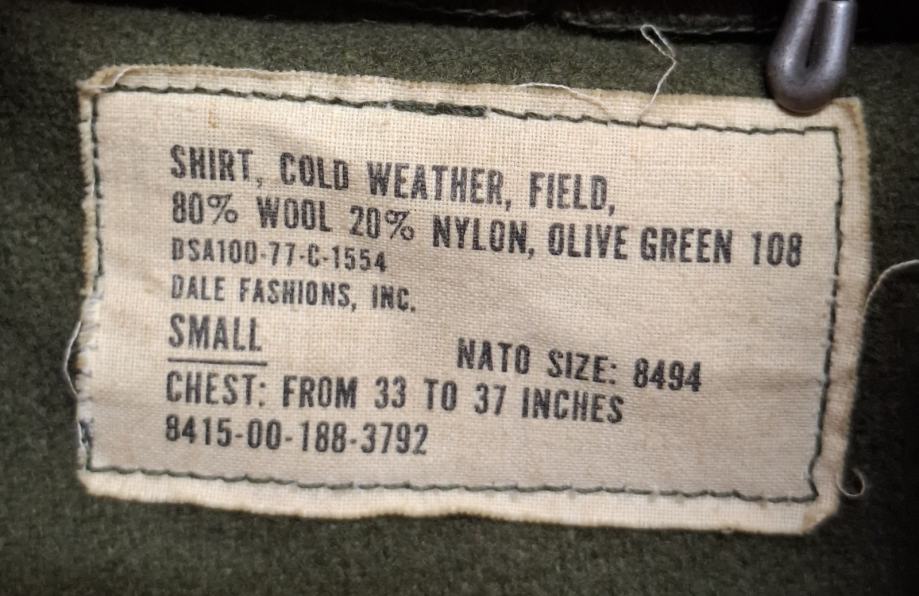 SHIRT, COLD WEATHER, FIELD,
80% WOOL 20% NYLON, OLIVE GREEN 108
DSA100-77-C-1554
DALE FASHIONS, INC.
SMALL NATO SIZE: 8494
CHEST: FROM 33 TO 37 INCHES
8415-00-188-3792